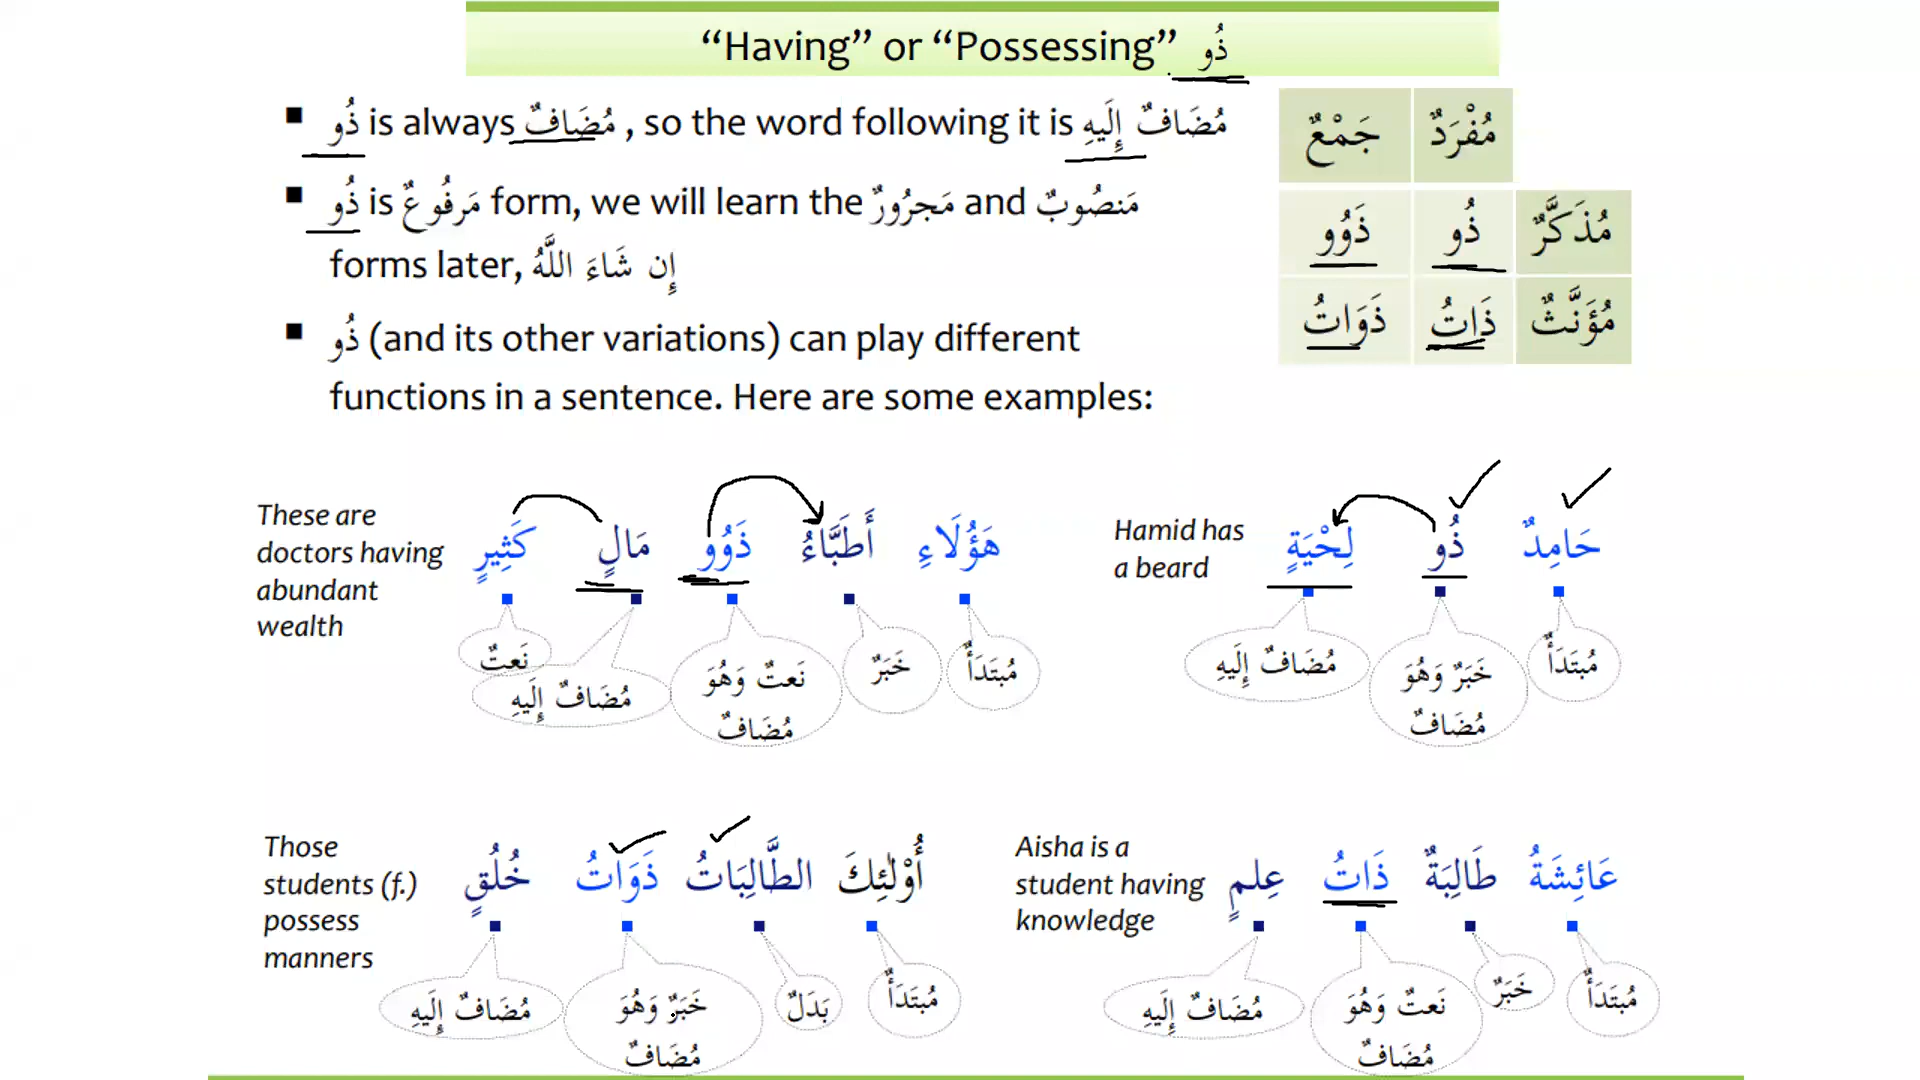 “Having” or “Possessing” ذُو
▪ ذُو is always مُضَافٌ , so the word following it is مُضَافٌ إِلَيهِ
▪ ذُو is مَرفُوعٌ form, we will learn the مَجرُورٌ and مَنصُوبٌ
forms later, إِن شَاءَ اللَّهُ
▪ ذُو (and its other variations) can play different
functions in a sentence. Here are some examples:
مُفْرَدٌ جَمْعٌ
مُذَكَّرٌ ذُو ذَوُو
مُؤَنَّثٌ ذَاتُ ذَوَاتُ
حَامِدٌ ذُو لِحْيَةٍ
Hamid has
a beard
مُبتَدَأٌ
خَبَرٌ وَهُوَ
مُضَافٌ
مُضَافٌ إِلَيهِ
هَؤُلَاءِ أَطَبَّاءُ ذَوُو مَالٍ كَثِيرٍ
These are
doctors having
abundant
wealth
مُبتَدَأٌ
خَبَرٌ
نَعتٌ وَهُوَ
مُضَافٌ
مُضَافٌ إِلَيهِ
نَعتٌ
عَائِشَةُ طَالِبَةٌ ذَاتُ عِلمٍ
Aisha is a
student having
knowledge
مُبتَدَأٌ
خَبَرٌ
نَعتٌ وَهُوَ
مُضَافٌ
مُضَافٌ إِلَيهِ
أُوْلٰئِكَ الطَّالِبَاتُ ذَوَاتُ خُلُقٍ
Those
students (f.)
possess
manners
مُبتَدَأٌ
بَدَلٌ
خَبَرٌ وَهُوَ
مُضَافٌ
مُضَافٌ إِلَيهِ